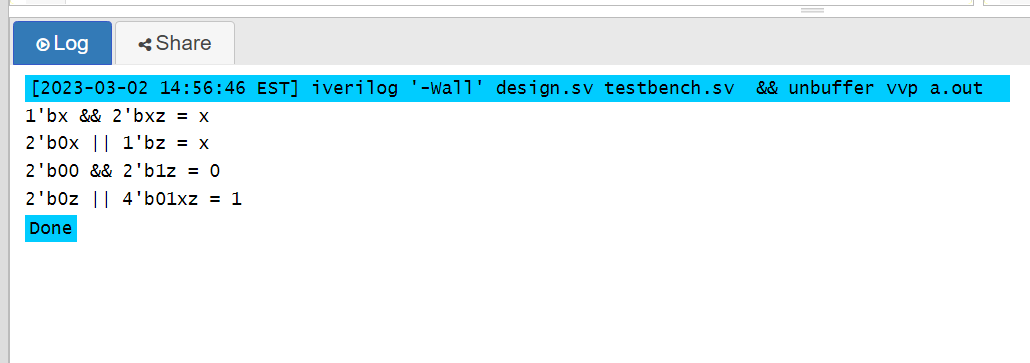 Log Share
[2023-03-02 14:56:46 EST] iverilog '-Wall' design.sv testbench.sv  && unbuffer vvp a.out
1'bx && 2'bxz = x
2'b0x || 1'bz = x
2'b00 && 2'b1z = 0
2'b0z || 4'b01xz = 1
Done